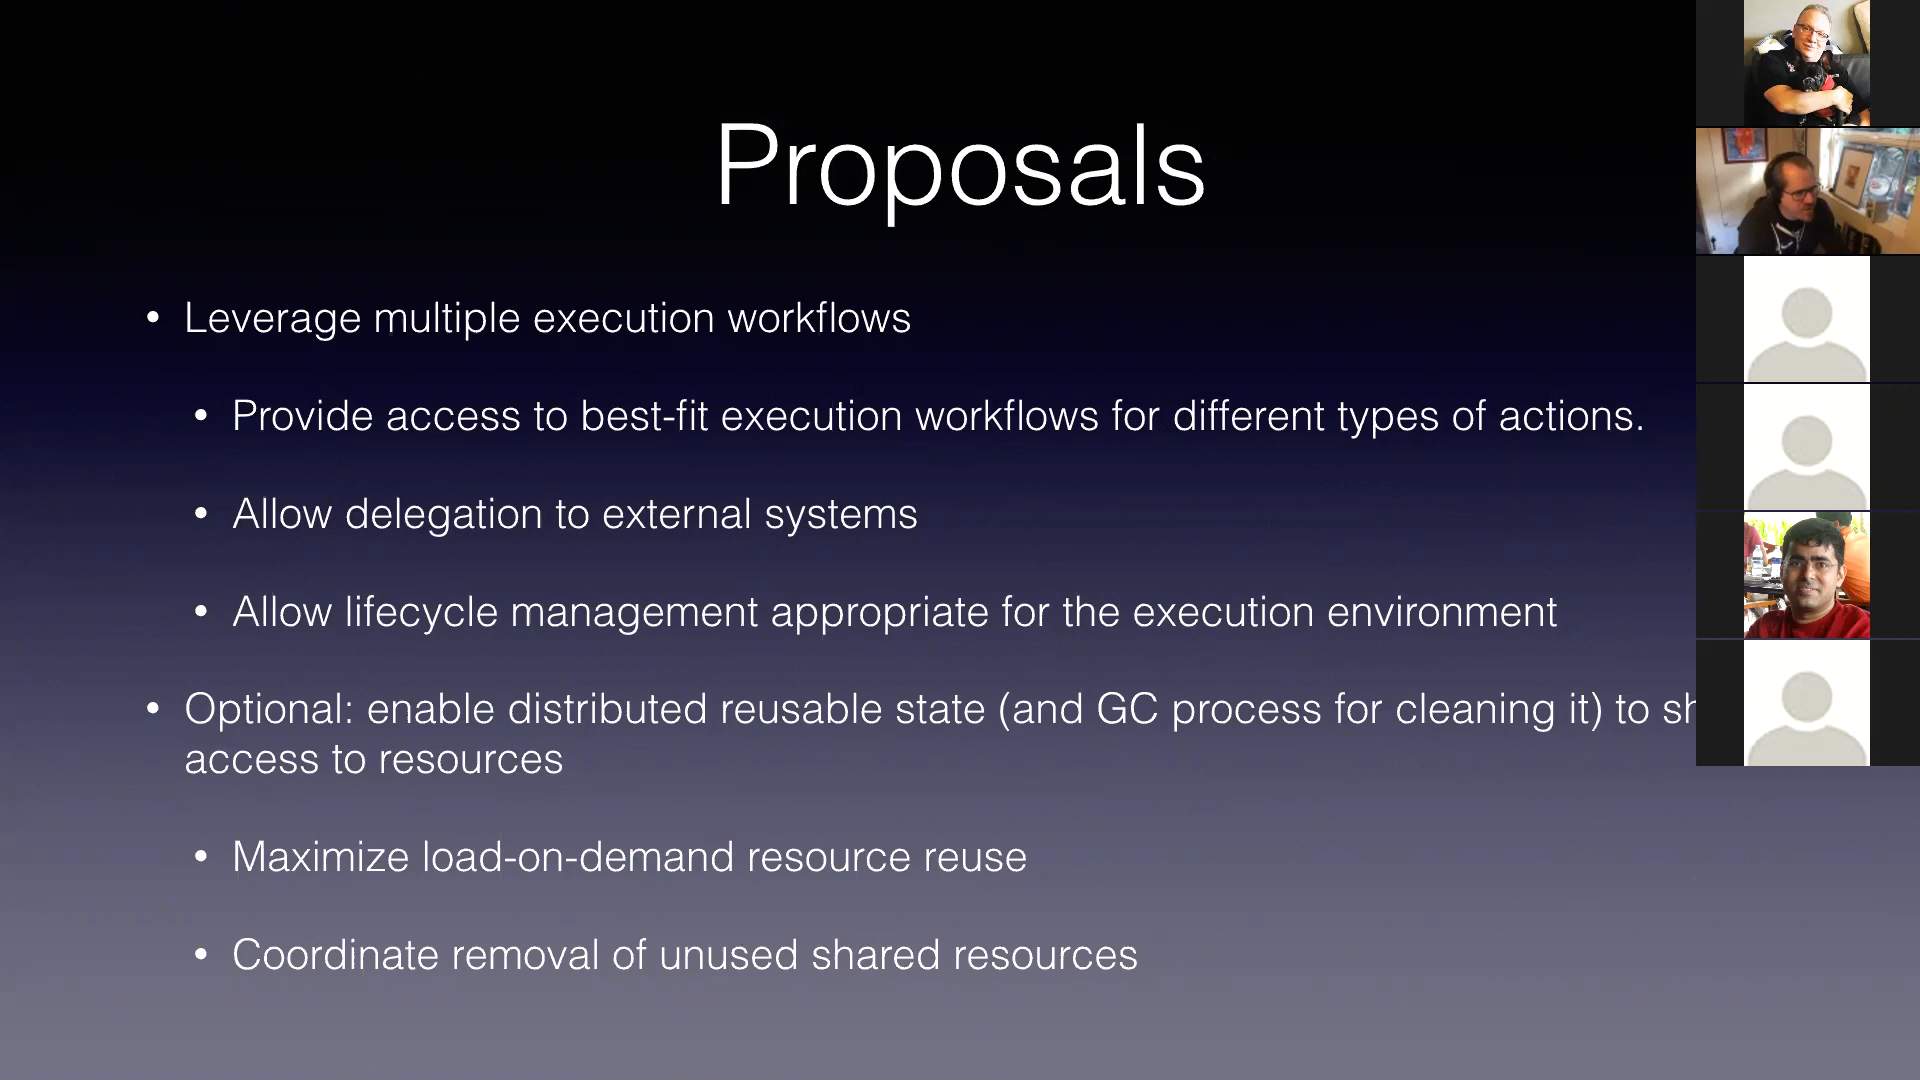 Proposals
• Leverage multiple execution workflows
• Provide access to best-fit execution workflows for different types of actions.
• Allow delegation to external systems
• Allow lifecycle management appropriate for the execution environment
• Optional: enable distributed reusable state (and GC process for cleaning it) to
access to resources
• Maximize load-on-demand resource reuse
• Coordinate removal of unused shared resources